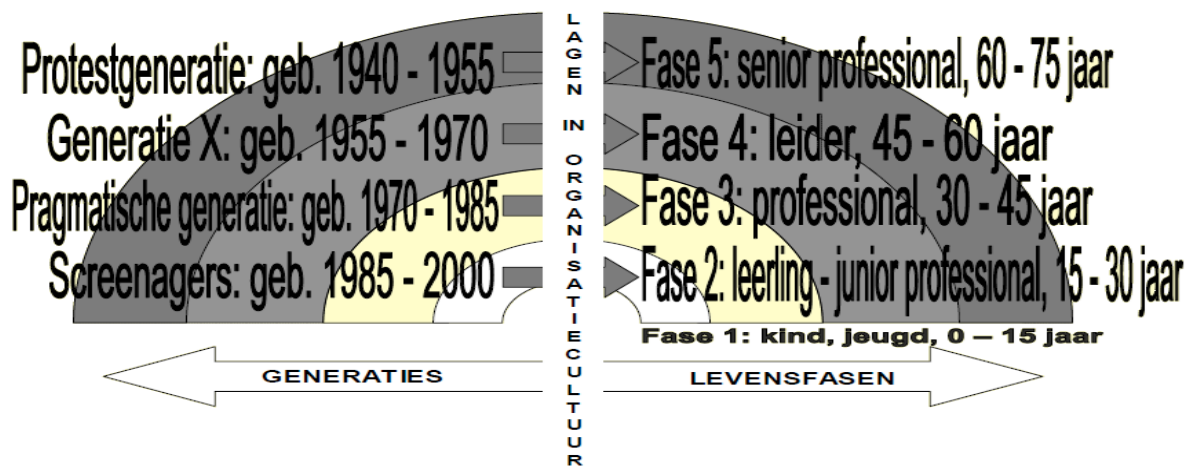 Protestgeneratie: geb. 1940 - 1955
Generatie X: geb. 1955 - 1970
Pragmatische generatie: geb. 1970 - 1985
Screenagers: geb. 1985 - 2000
GENERATIES
LAGEN IN ORGANISATIECULTUUR
Fase 5: senior professional, 60 - 75 jaar
Fase 4: leider, 45 - 60 jaar
Fase 3: professional, 30 - 45 jaar
Fase 2: leerling - junior professional, 15 - 30 jaar
Fase 1: kind, jeugd, 0 – 15 jaar
LEVENSFASEN